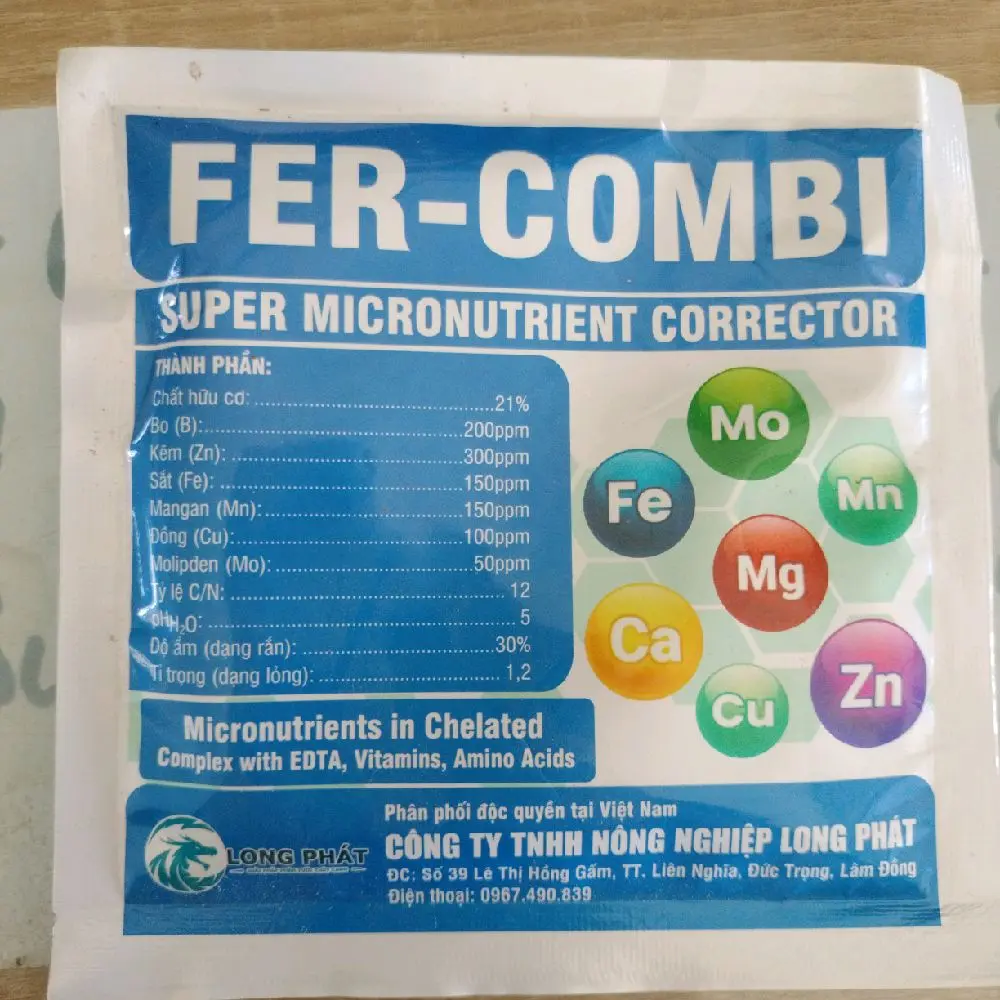 FER-COMBI
SUPER MICRONUTRIENT CORRECTOR
THÀNH PHẦN:
Chất hữu cơ: ............................................21%
Bo (B):..................................................200ppm
Kẽm (Zn): .............................................300ppm
Sắt (Fe): ...............................................150ppm
Mangan (Mn):.......................................150ppm
Đồng (Cu):............................................100ppm
Molipden (Mo): ......................................50ppm
Tỷ lệ C/N: ................................................12
pHH₂O: ..................................................... 5
Độ ẩm (dạng rắn): .................................30%
Tỉ trọng (dạng lỏng): .............................. 1,2
Mo
Fe
Mn
Mg
Ca
Cu
Zn
Micronutrients in Chelated
Complex with EDTA, Vitamins, Amino Acids
LONG PHÁT
Phân phối độc quyền tại Việt Nam
CÔNG TY TNHH NÔNG NGHIỆP LONG PHÁT
ĐC: Số 39 Lê Thị Hồng Gấm, TT. Liên Nghĩa, Đức Trọng, Lâm Đồng
Điện thoại: 0967.490.839